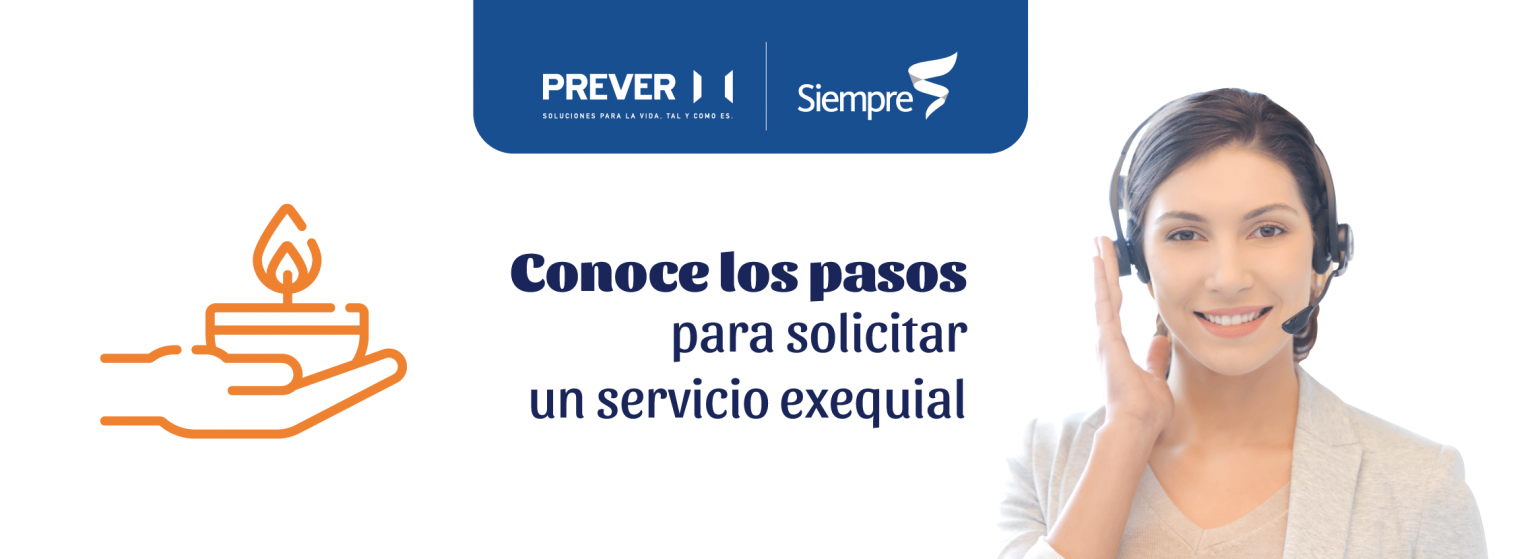 PREVER
SOLUCIONES PARA LA VIDA, TAL Y COMO ES.
Siempre
Conoce los pasos
para solicitar
un servicio exequial